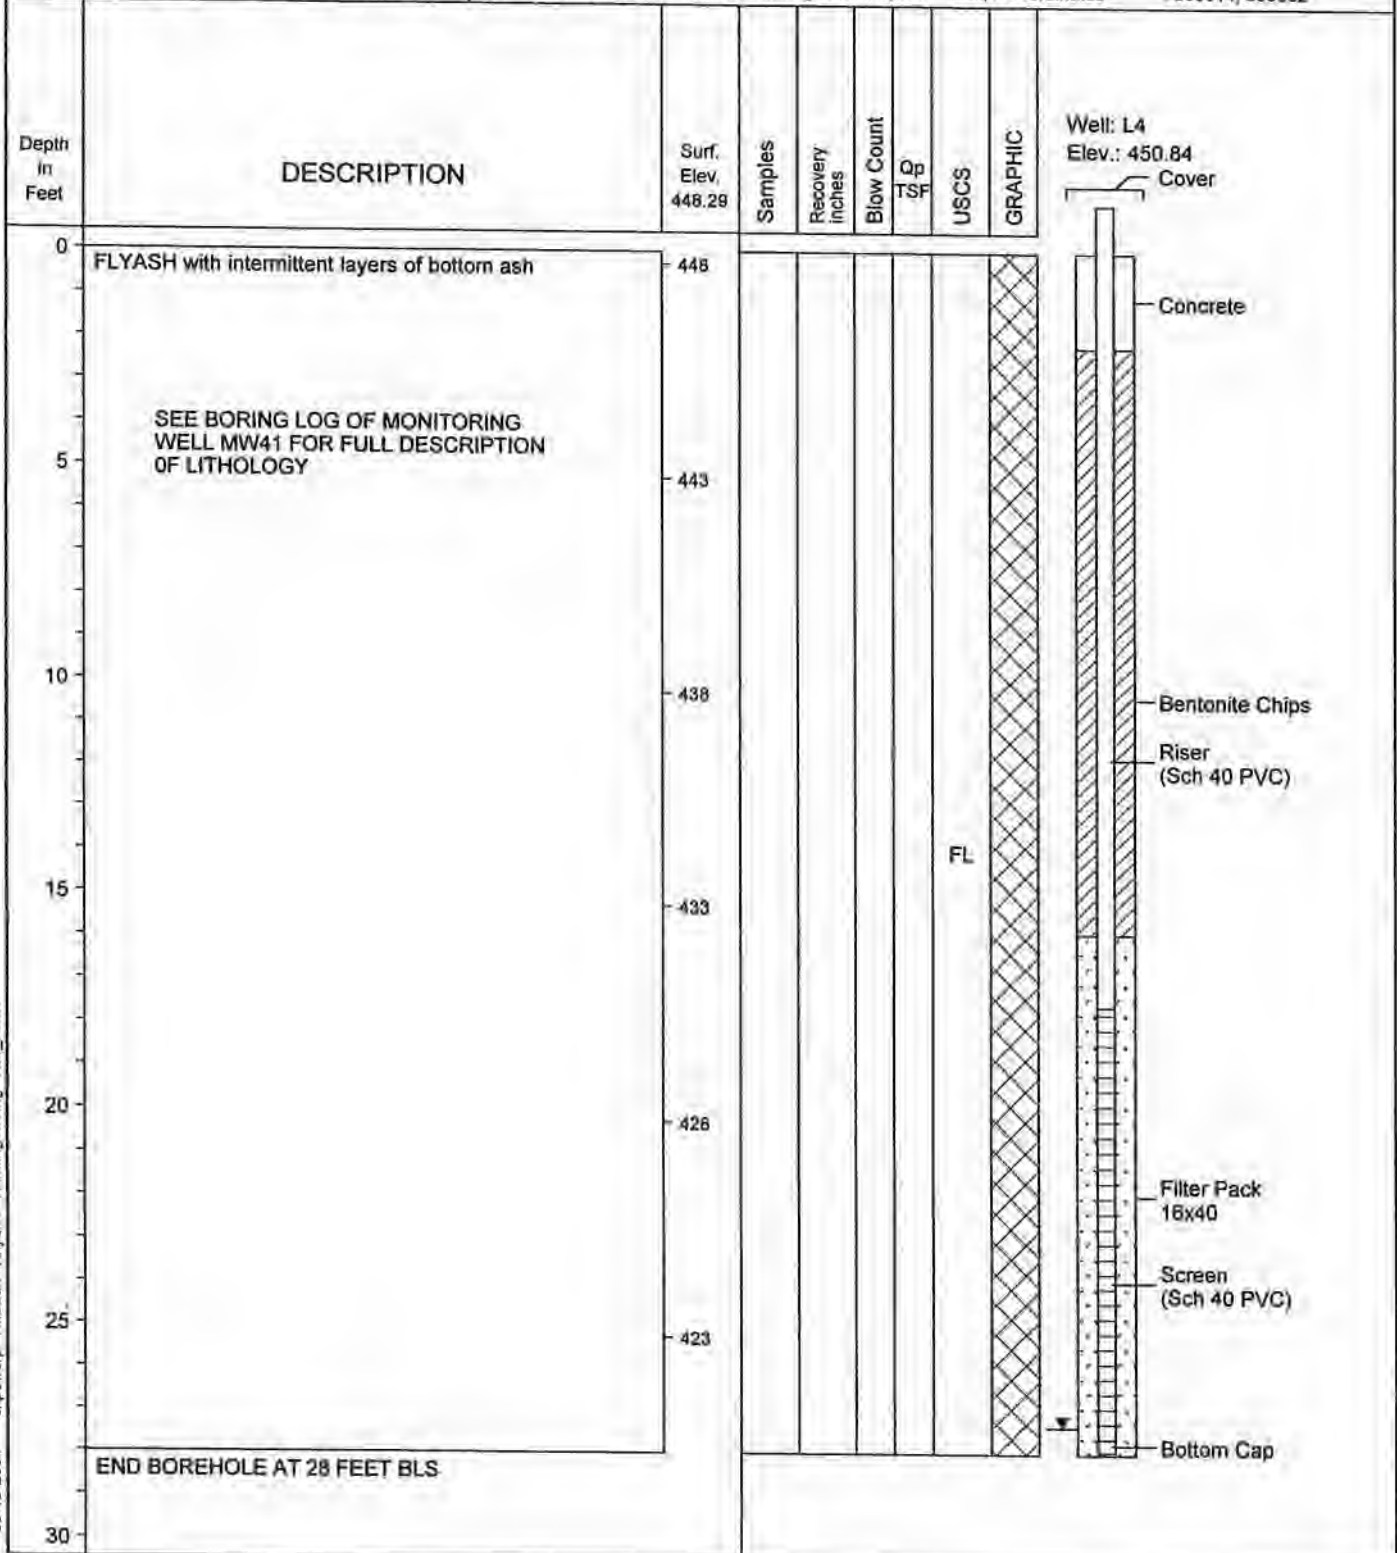 Depth
in
Feet
DESCRIPTION
Surf.
Elev.
448.29
Samples
Recovery
inches
Blow Count
Qp
TSF
USCS
GRAPHIC
Well: L4
Elev.: 450.84
Cover
0
FLYASH with intermittent layers of bottom ash
448
Concrete
SEE BORING LOG OF MONITORING
WELL MW41 FOR FULL DESCRIPTION
OF LITHOLOGY
5
443
10
438
Bentonite Chips
Riser
(Sch 40 PVC)
FL
15
433
20
428
Filter Pack
16x40
Screen
(Sch 40 PVC)
25
423
Bottom Cap
END BOREHOLE AT 28 FEET BLS
30